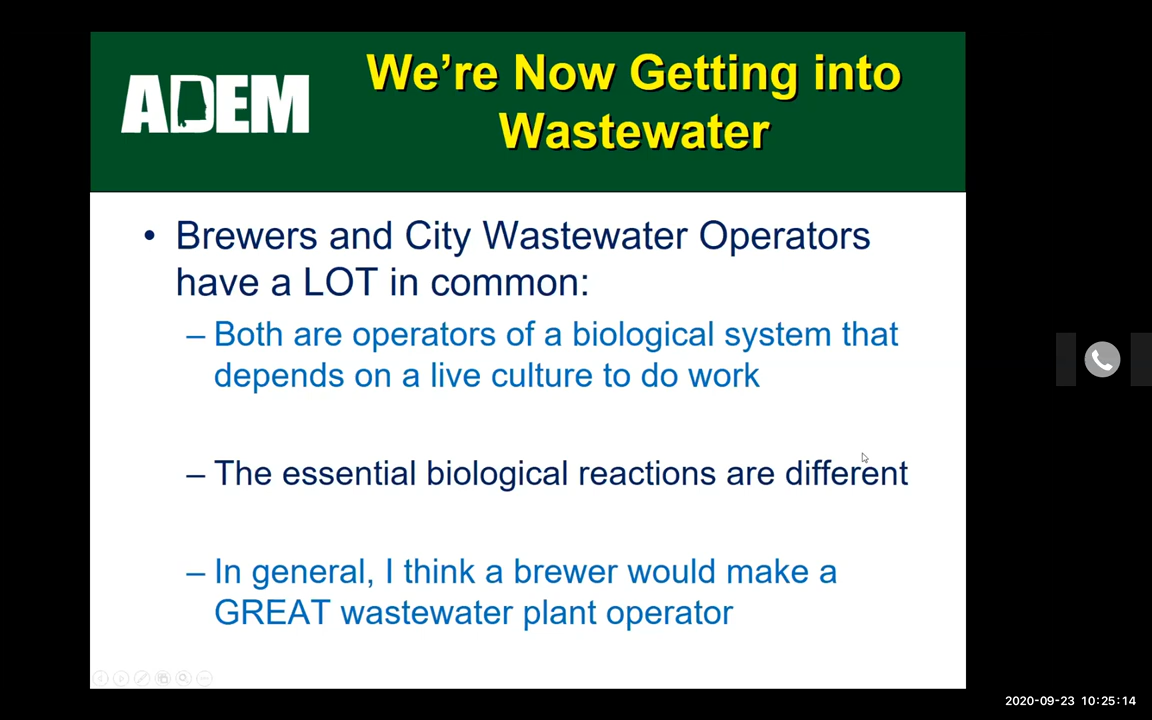 ADEM
We're Now Getting into
Wastewater
• Brewers and City Wastewater Operators
have a LOT in common:
– Both are operators of a biological system that
depends on a live culture to do work
– The essential biological reactions are different
– In general, I think a brewer would make a
GREAT wastewater plant operator
2020-09-23 10:25:14